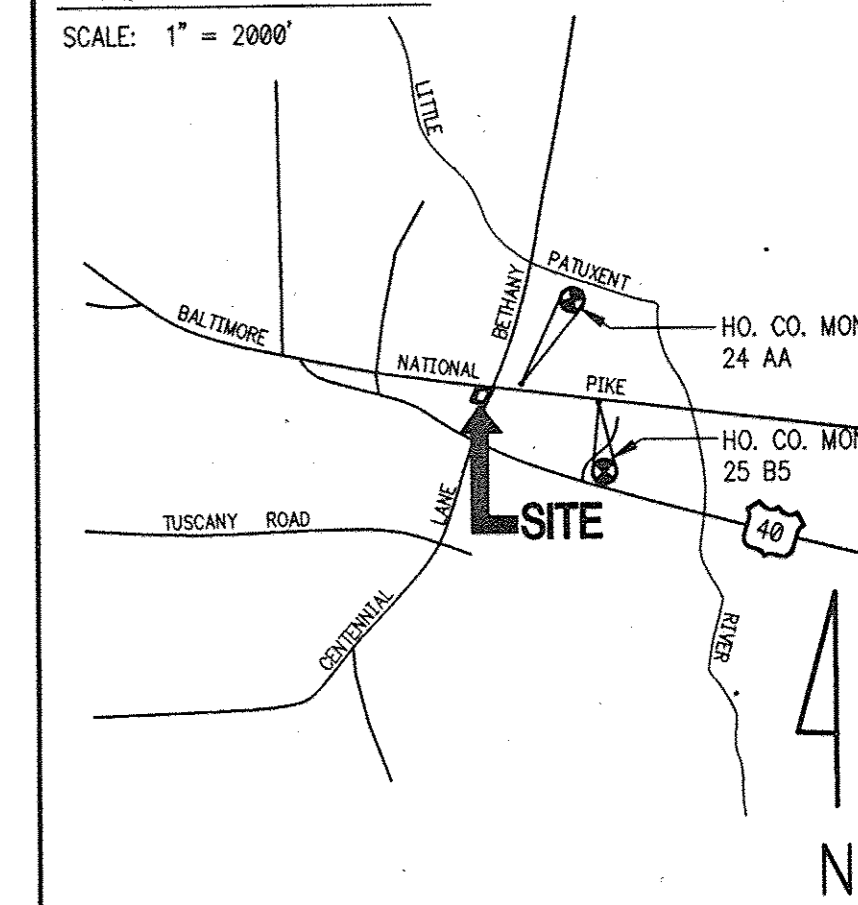 SCALE: 1" = 2000'
LITTLE
PATUXENT
BETHANY
HO. CO. MON
24 AA
BALTIMORE
NATIONAL
PIKE
HO. CO. MON
25 B5
LANE
SITE
TUSCANY ROAD
40
CENTENNIAL
RIVER
N